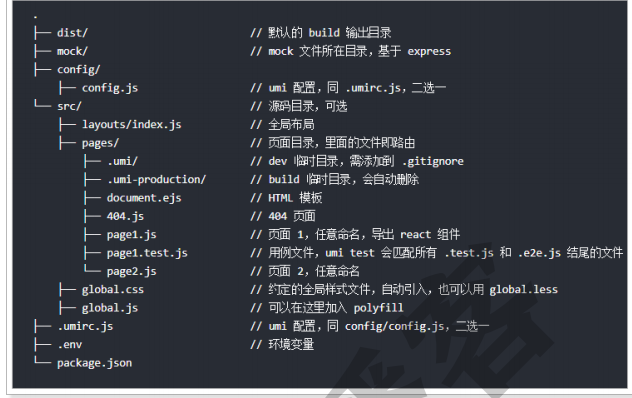 .
├── dist/                          // 默认的 build 输出目录
├── mock/                          // mock 文件所在目录，基于 express
├── config/
    ├── config.js                  // umi 配置，同 .umirc.js，二选一
└── src/                           // 源码目录，可选
    ├── layouts/index.js           // 全局布局
    ├── pages/                     // 页面目录，里面的文件即路由
        ├── .umi/                  // dev 临时目录，需添加到 .gitignore
        ├── .umi-production/       // build 临时目录，会自动删除
        ├── document.ejs           // HTML 模板
        ├── 404.js                 // 404 页面
        ├── page1.js               // 页面 1，任意命名，导出 react 组件
        ├── page1.test.js          // 用例文件，umi test 会匹配所有 .test.js 和 .e2e.js 结尾的文件
        └── page2.js               // 页面 2，任意命名
    ├── global.css                 // 约定的全局样式文件，自动引入，也可以用 global.less
    ├── global.js                  // 可以在这里加入 polyfill
├── .umirc.js                      // umi 配置，同 config/config.js，二选一
├── .env                           // 环境变量
└── package.json